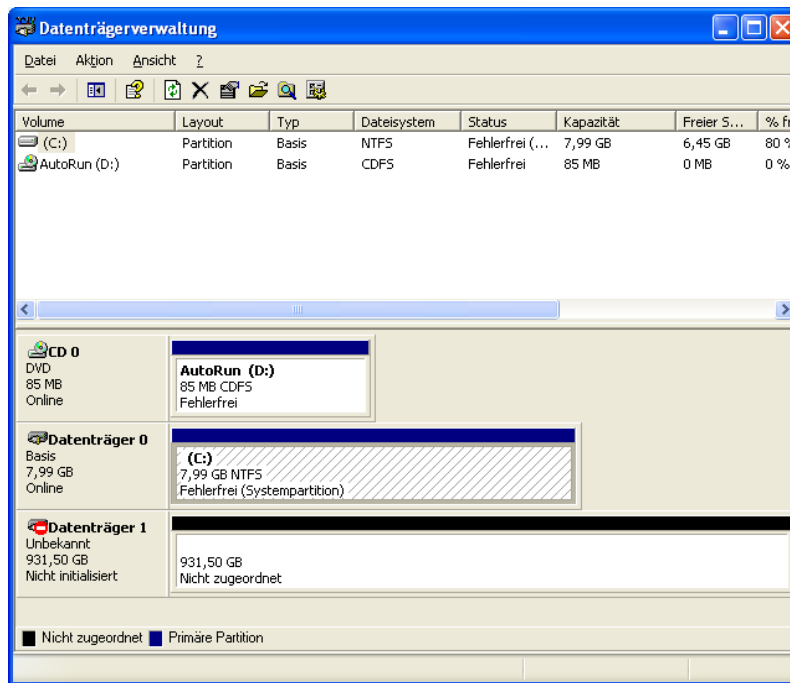 Datenträgerverwaltung
Datei Aktion Ansicht ?
Volume Layout Typ Dateisystem Status Kapazität Freier S... % fr
(C:) Partition Basis NTFS Fehlerfrei (... 7,99 GB 6,45 GB 80 %
AutoRun (D:) Partition Basis CDFS Fehlerfrei 85 MB 0 MB 0 %
CD 0
DVD
85 MB
Online
AutoRun (D:)
85 MB CDFS
Fehlerfrei
Datenträger 0
Basis
7,99 GB
Online
(C:)
7,99 GB NTFS
Fehlerfrei (Systempartition)
Datenträger 1
Unbekannt
931,50 GB
Nicht initialisiert
931,50 GB
Nicht zugeordnet
Nicht zugeordnet Primäre Partition